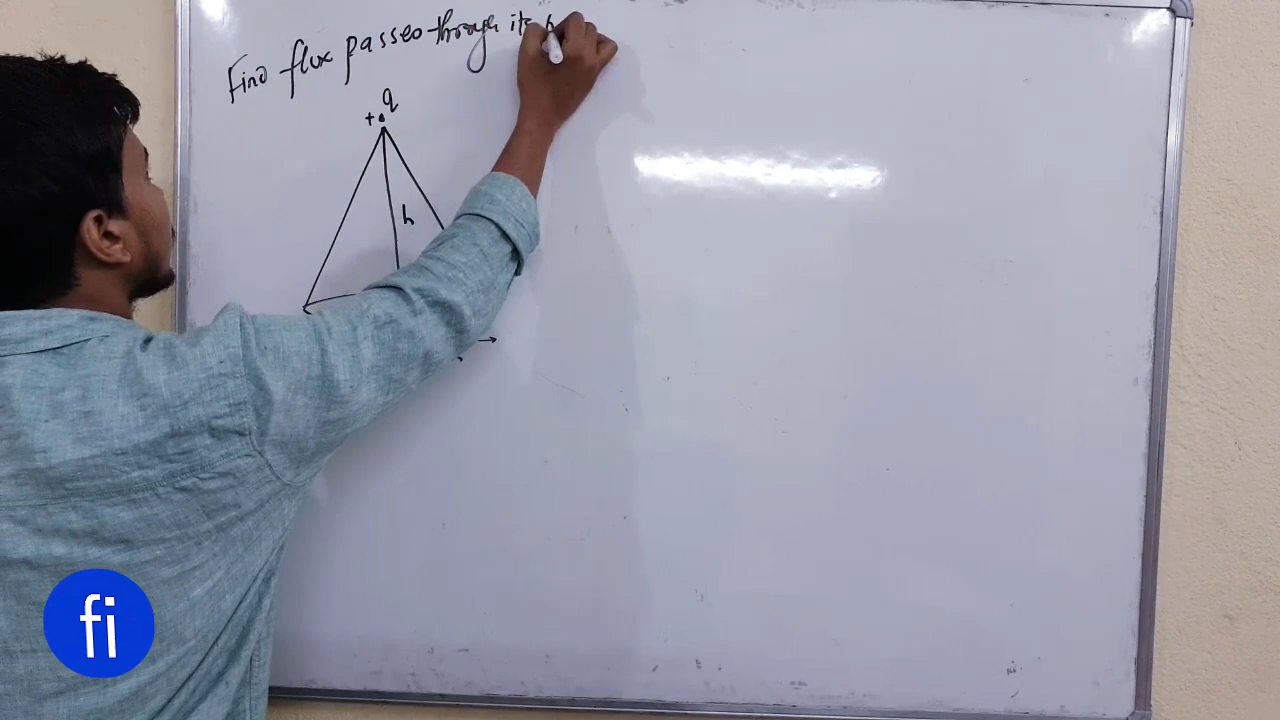 Find flux passes through its
+ q
h
fi